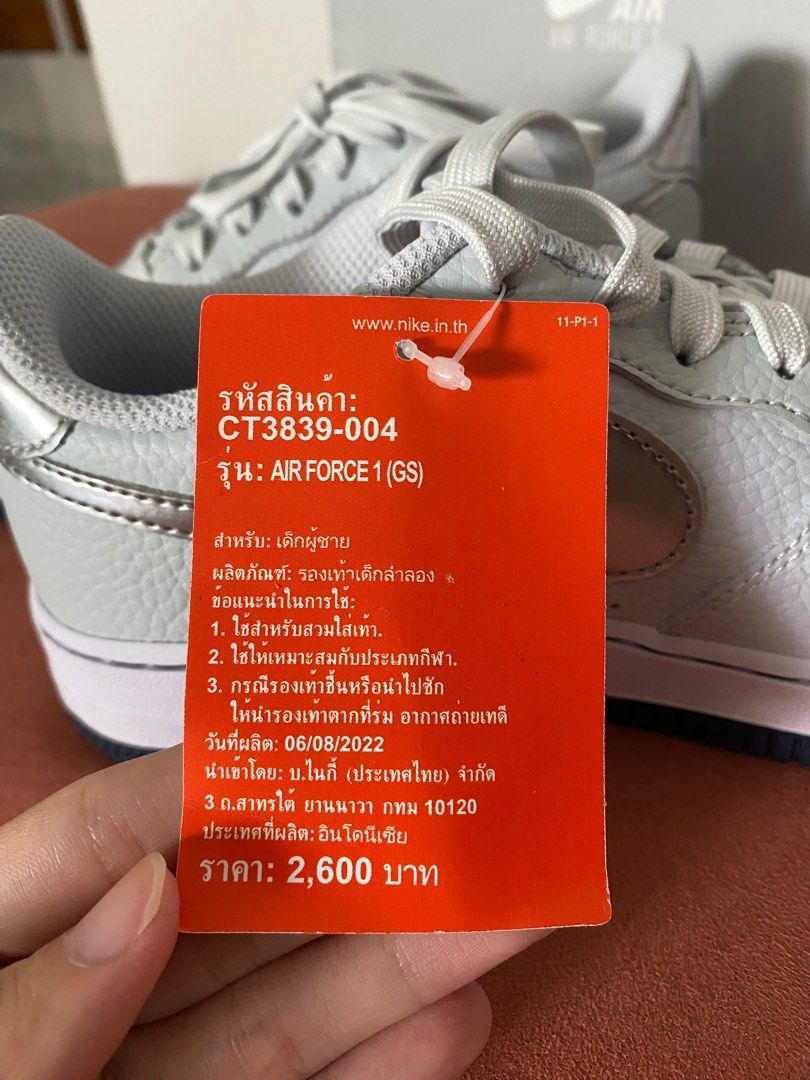 AIR
AIR FORCE 1
www.nike.in.th
11-P1-1
รหัสสินค้า:
CT3839-004
รุ่น: AIR FORCE 1 (GS)
สำหรับ: เด็กผู้ชาย
ผลิตภัณฑ์: รองเท้าเด็กลำลอง
ข้อแนะนำในการใช้:
1. ใช้สำหรับสวมใส่เท้า.
2. ใช้ให้เหมาะสมกับประเภทกีฬา.
3. กรณีรองเท้าชื้นหรือนำไปซัก
ให้นำรองเท้าตากที่ร่ม อากาศถ่ายเทดี
วันที่ผลิต: 06/08/2022
นำเข้าโดย: บ.ไนกี้ (ประเทศไทย) จำกัด
3 ถ.สาทรใต้ ยานนาวา กทม 10120
ประเทศที่ผลิต: อินโดนีเซีย
ราคา: 2,600 บาท